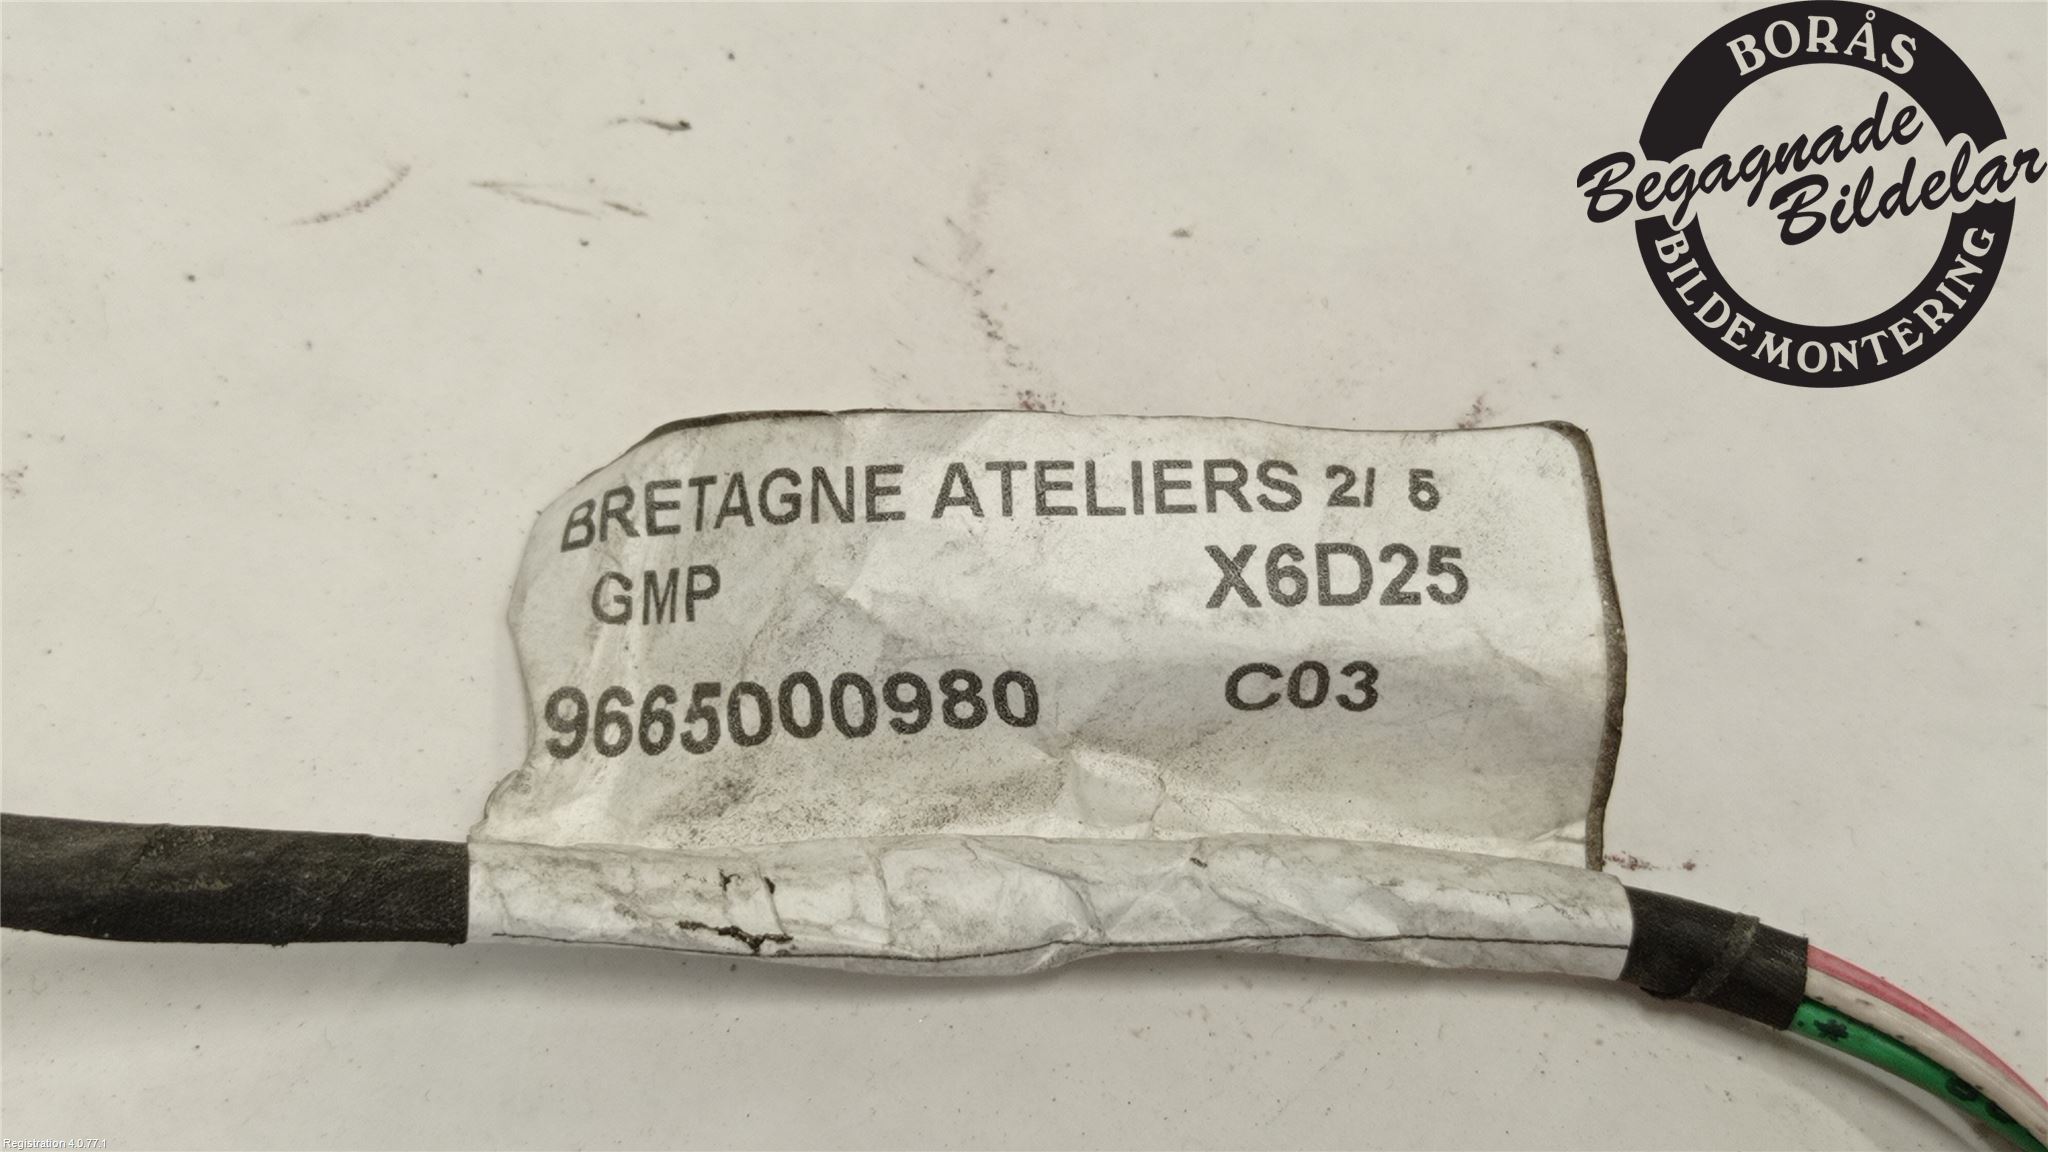 BORÅS
Begagnade
Bildelar
BILDEMONTERING
BRETAGNE ATELIERS 2/ 5
GMP X6D25
9665000980 C03
Registration 4.0.77.1